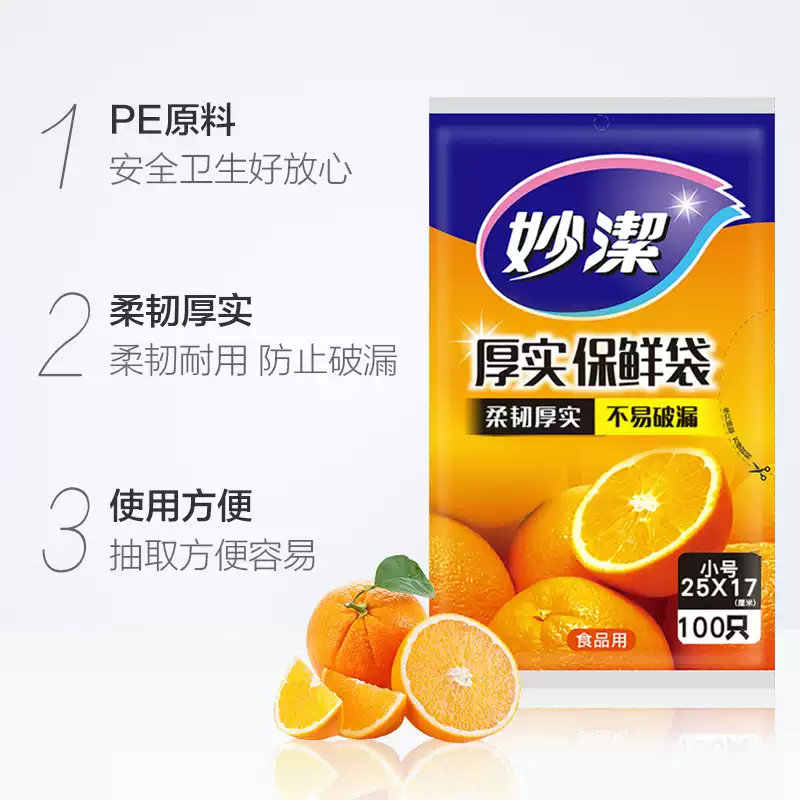 1
PE原料
安全卫生好放心
2
柔韧厚实
柔韧耐用 防止破漏
3
使用方便
抽取方便容易
妙潔
厚实保鲜袋
柔韧厚实 不易破漏
小号
25X17
(厘米)
100只
食品用